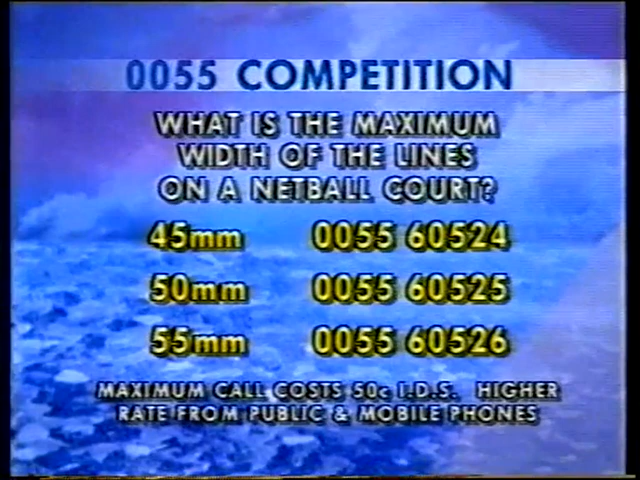 0055 COMPETITION
WHAT IS THE MAXIMUM
WIDTH OF THE LINES
ON A NETBALL COURT?
45mm 0055 60524
50mm 0055 60525
55mm 0055 60526
MAXIMUM CALL COSTS 50c I.D.S. HIGHER
RATE FROM PUBLIC & MOBILE PHONES